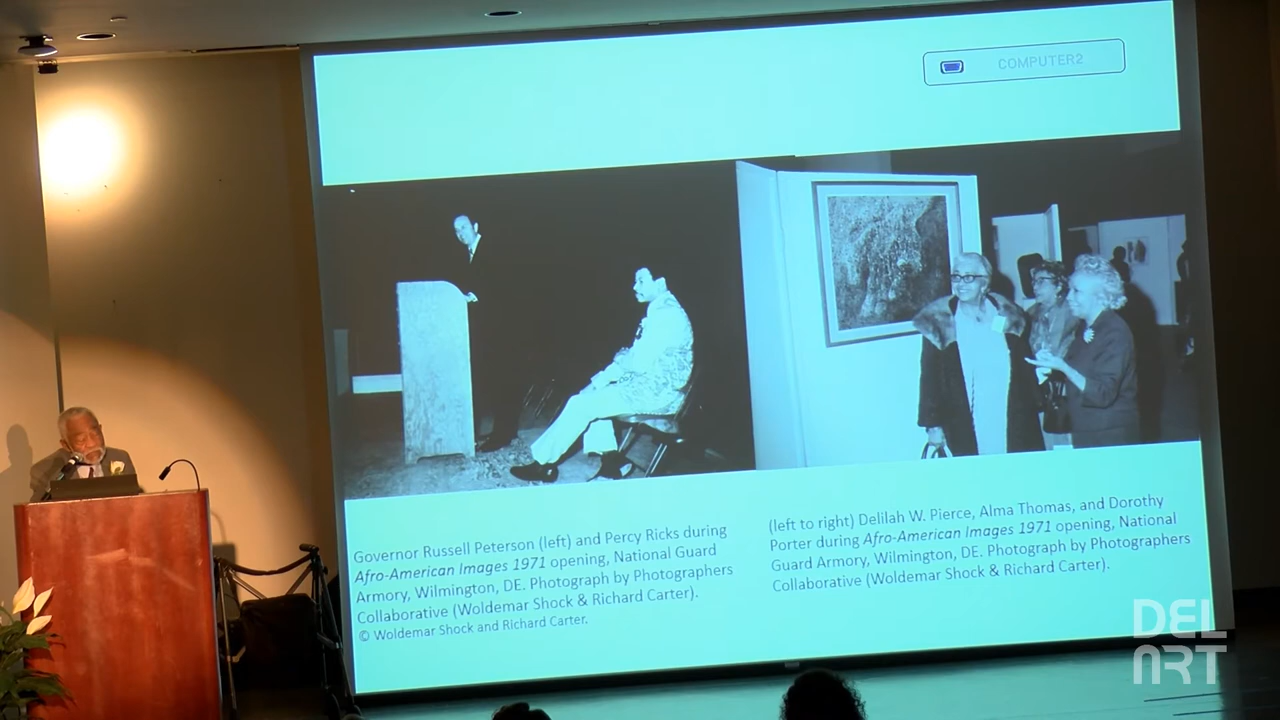 COMPUTER2
Governor Russell Peterson (left) and Percy Ricks during
Afro-American Images 1971 opening, National Guard
Armory, Wilmington, DE. Photograph by Photographers
Collaborative (Woldemar Shock & Richard Carter).
© Woldemar Shock and Richard Carter.
(left to right) Delilah W. Pierce, Alma Thomas, and Dorothy
Porter during Afro-American Images 1971 opening, National
Guard Armory, Wilmington, DE. Photograph by Photographers
Collaborative (Woldemar Shock & Richard Carter).
DEL
ART